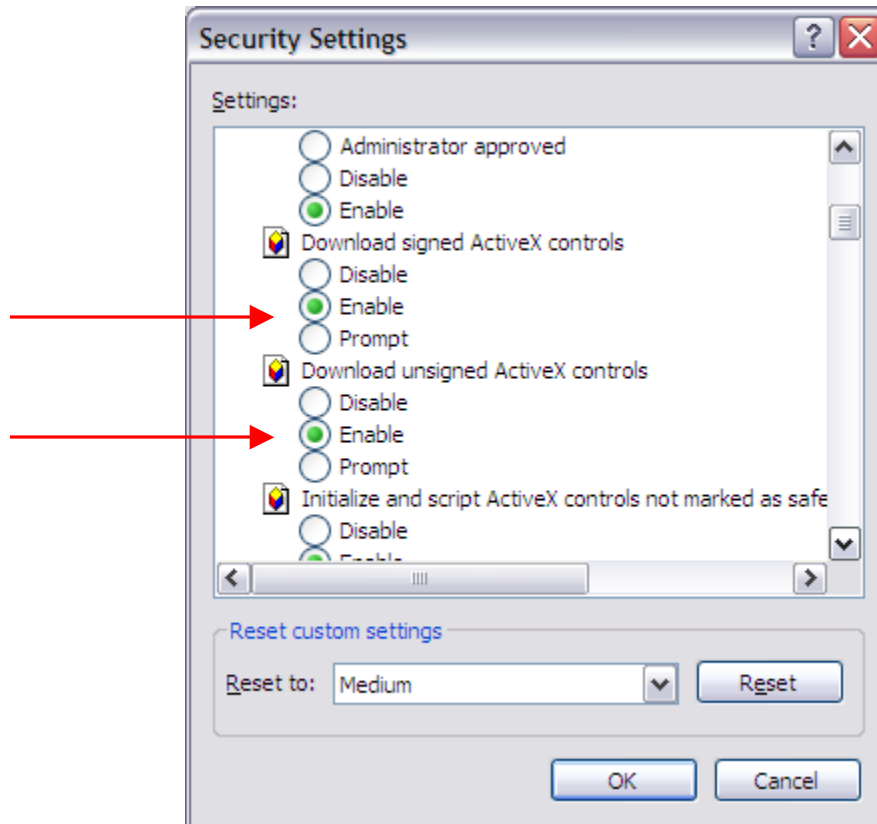 Security Settings
Settings:
Administrator approved
Disable
Enable
Download signed ActiveX controls
Disable
Enable
Prompt
Download unsigned ActiveX controls
Disable
Enable
Prompt
Initialize and script ActiveX controls not marked as safe
Disable
Enable
Reset custom settings
Reset to: Medium Reset
OK Cancel